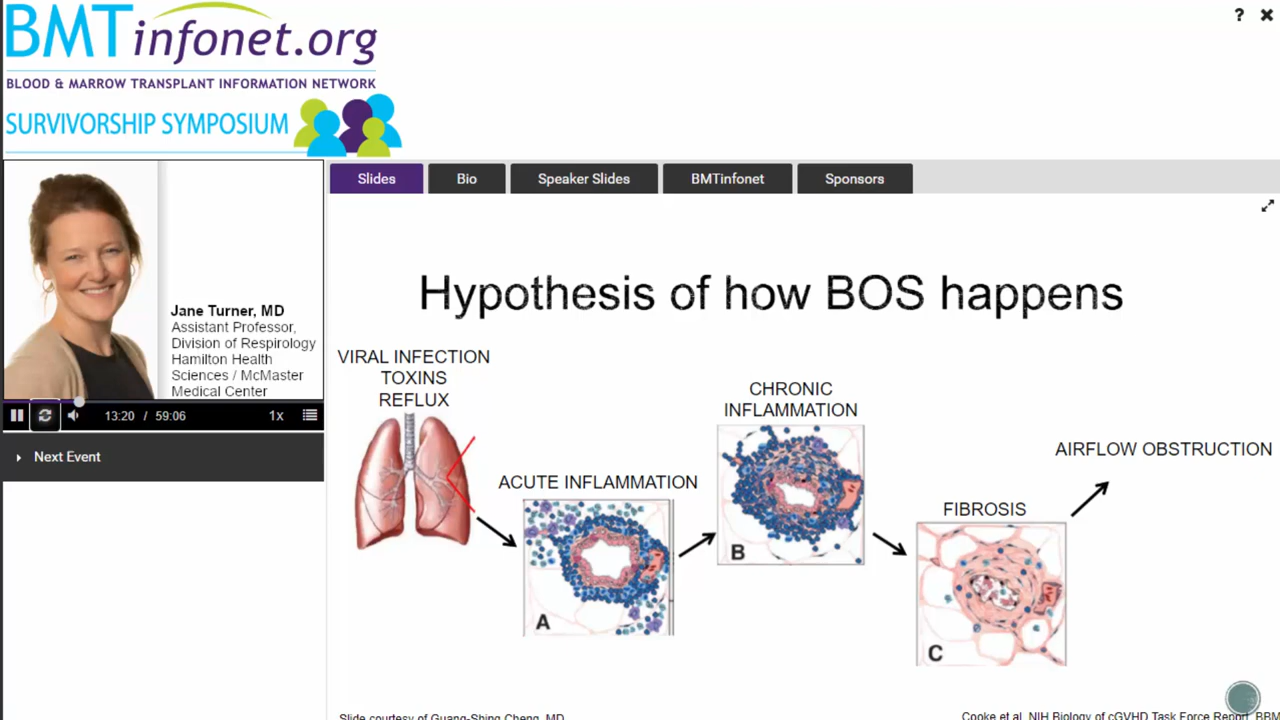 BMTinfonet.org
BLOOD & MARROW TRANSPLANT INFORMATION NETWORK
SURVIVORSHIP SYMPOSIUM
? ×
Jane Turner, MD
Assistant Professor,
Division of Respirology
Hamilton Health
Sciences / McMaster
Medical Center
13:20 / 59:06 1x
Next Event
Slides Bio Speaker Slides BMTinfonet Sponsors
Hypothesis of how BOS happens
VIRAL INFECTION
TOXINS
REFLUX
ACUTE INFLAMMATION
A
CHRONIC
INFLAMMATION
B
FIBROSIS
C
AIRFLOW OBSTRUCTION
Slide courtesy of Guang-Shing Cheng, MD
Cooke et al, NIH Biology of cGVHD Task Force Report, BBM